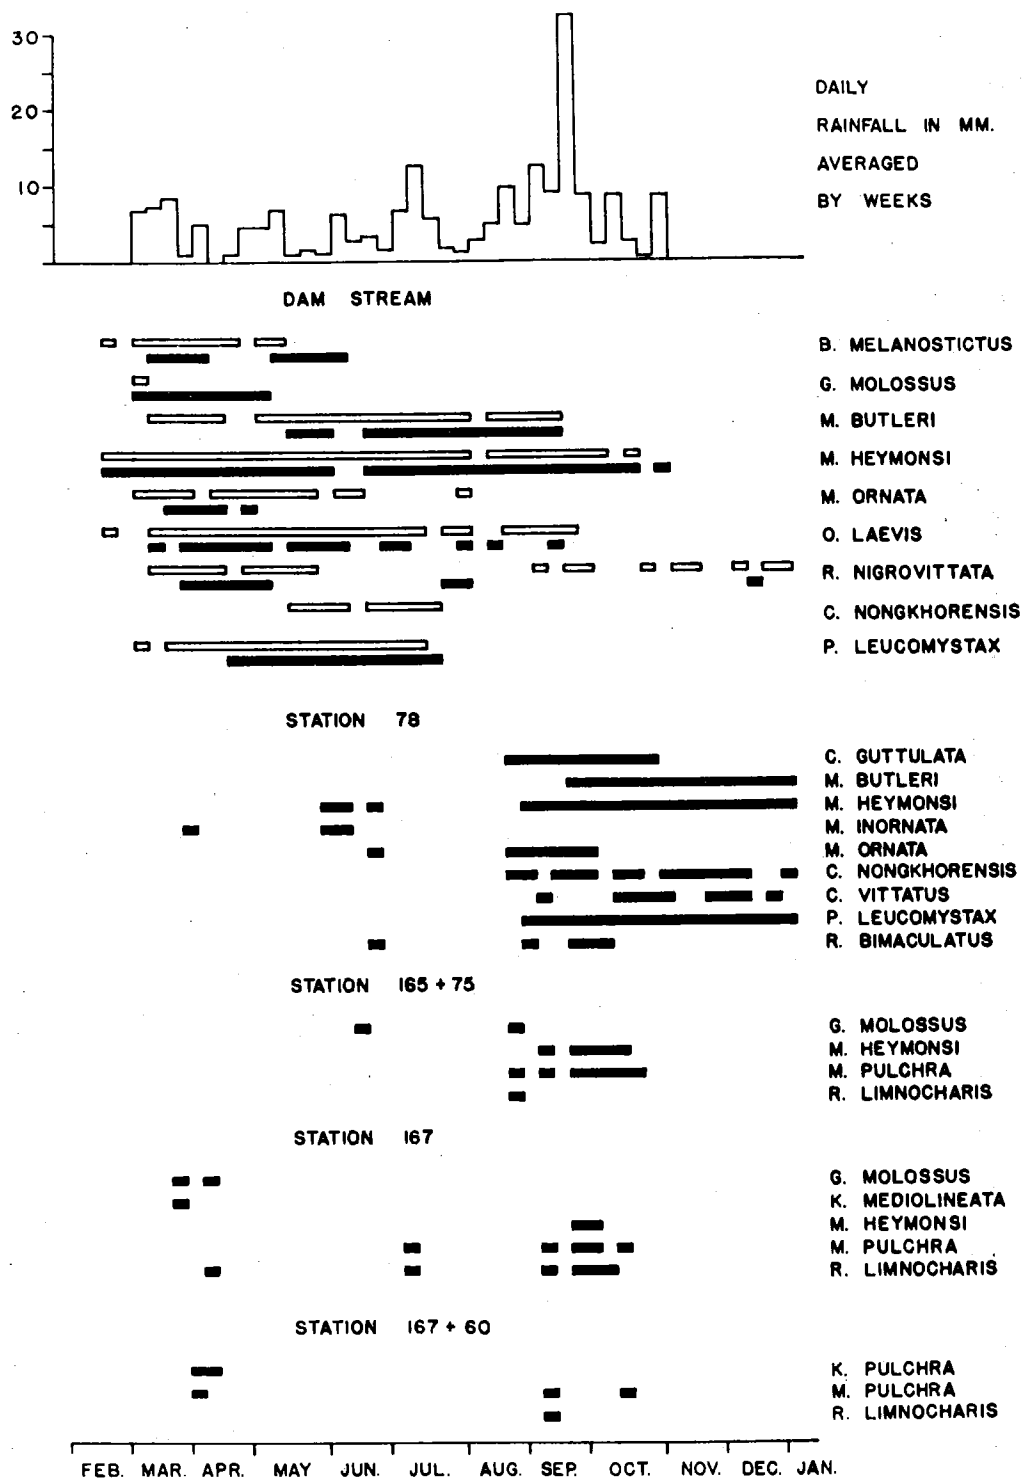 30
20
10
DAILY
RAINFALL IN MM.
AVERAGED
BY WEEKS
DAM STREAM
B. MELANOSTICTUS
G. MOLOSSUS
M. BUTLERI
M. HEYMONSI
M. ORNATA
O. LAEVIS
R. NIGROVITTATA
C. NONGKHORENSIS
P. LEUCOMYSTAX
STATION 78
C. GUTTULATA
M. BUTLERI
M. HEYMONSI
M. INORNATA
M. ORNATA
C. NONGKHORENSIS
C. VITTATUS
P. LEUCOMYSTAX
R. BIMACULATUS
STATION 165 + 75
G. MOLOSSUS
M. HEYMONSI
M. PULCHRA
R. LIMNOCHARIS
STATION 167
G. MOLOSSUS
K. MEDIOLINEATA
M. HEYMONSI
M. PULCHRA
R. LIMNOCHARIS
STATION 167 + 60
K. PULCHRA
M. PULCHRA
R. LIMNOCHARIS
FEB. MAR. APR. MAY JUN. JUL. AUG. SEP. OCT. NOV. DEC. JAN.